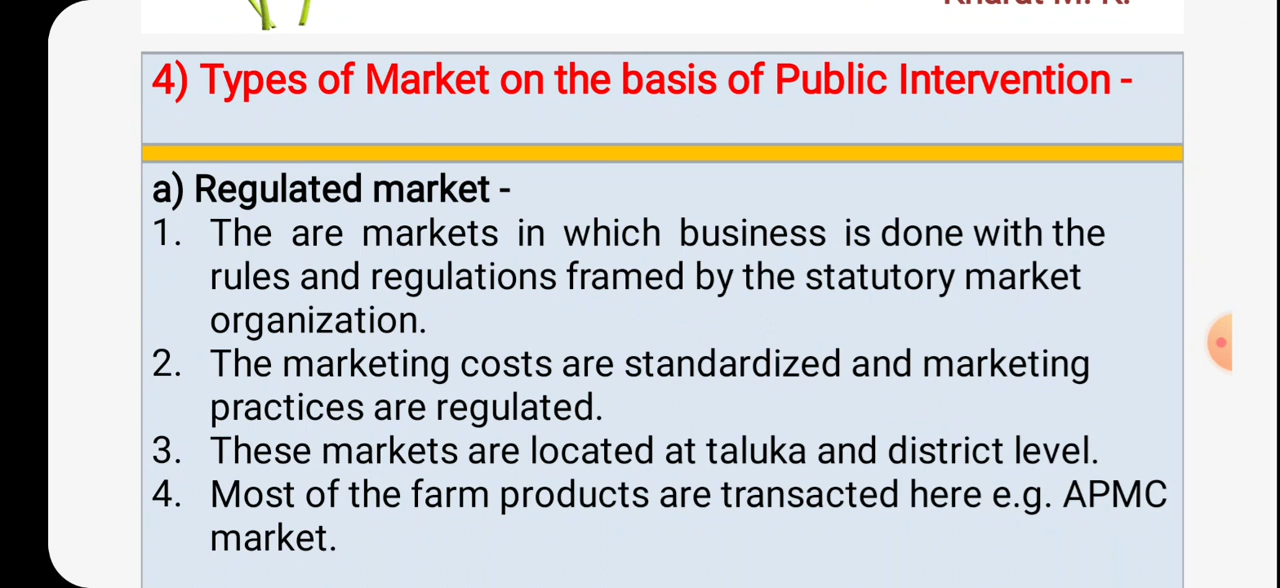 4) Types of Market on the basis of Public Intervention -
a) Regulated market -
1. The are markets in which business is done with the
rules and regulations framed by the statutory market
organization.
2. The marketing costs are standardized and marketing
practices are regulated.
3. These markets are located at taluka and district level.
4. Most of the farm products are transacted here e.g. APMC
market.